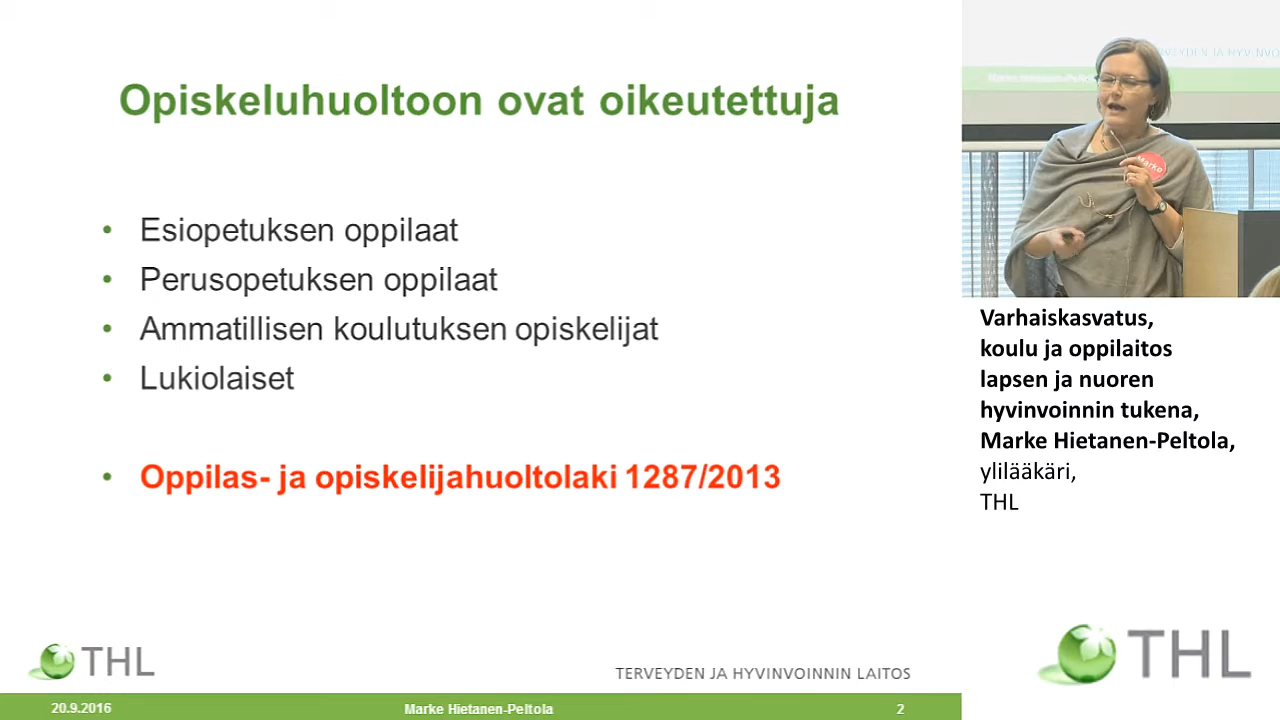 Opiskeluhuoltoon ovat oikeutettuja
• Esiopetuksen oppilaat
• Perusopetuksen oppilaat
• Ammatillisen koulutuksen opiskelijat
• Lukiolaiset
• Oppilas- ja opiskelijahuoltolaki 1287/2013
THL
TERVEYDEN JA HYVINVOINNIN LAITOS
20.9.2016
Marke Hietanen-Peltola
2
Marke
Varhaiskasvatus,
koulu ja oppilaitos
lapsen ja nuoren
hyvinvoinnin tukena,
Marke Hietanen-Peltola,
ylilääkäri,
THL
THL